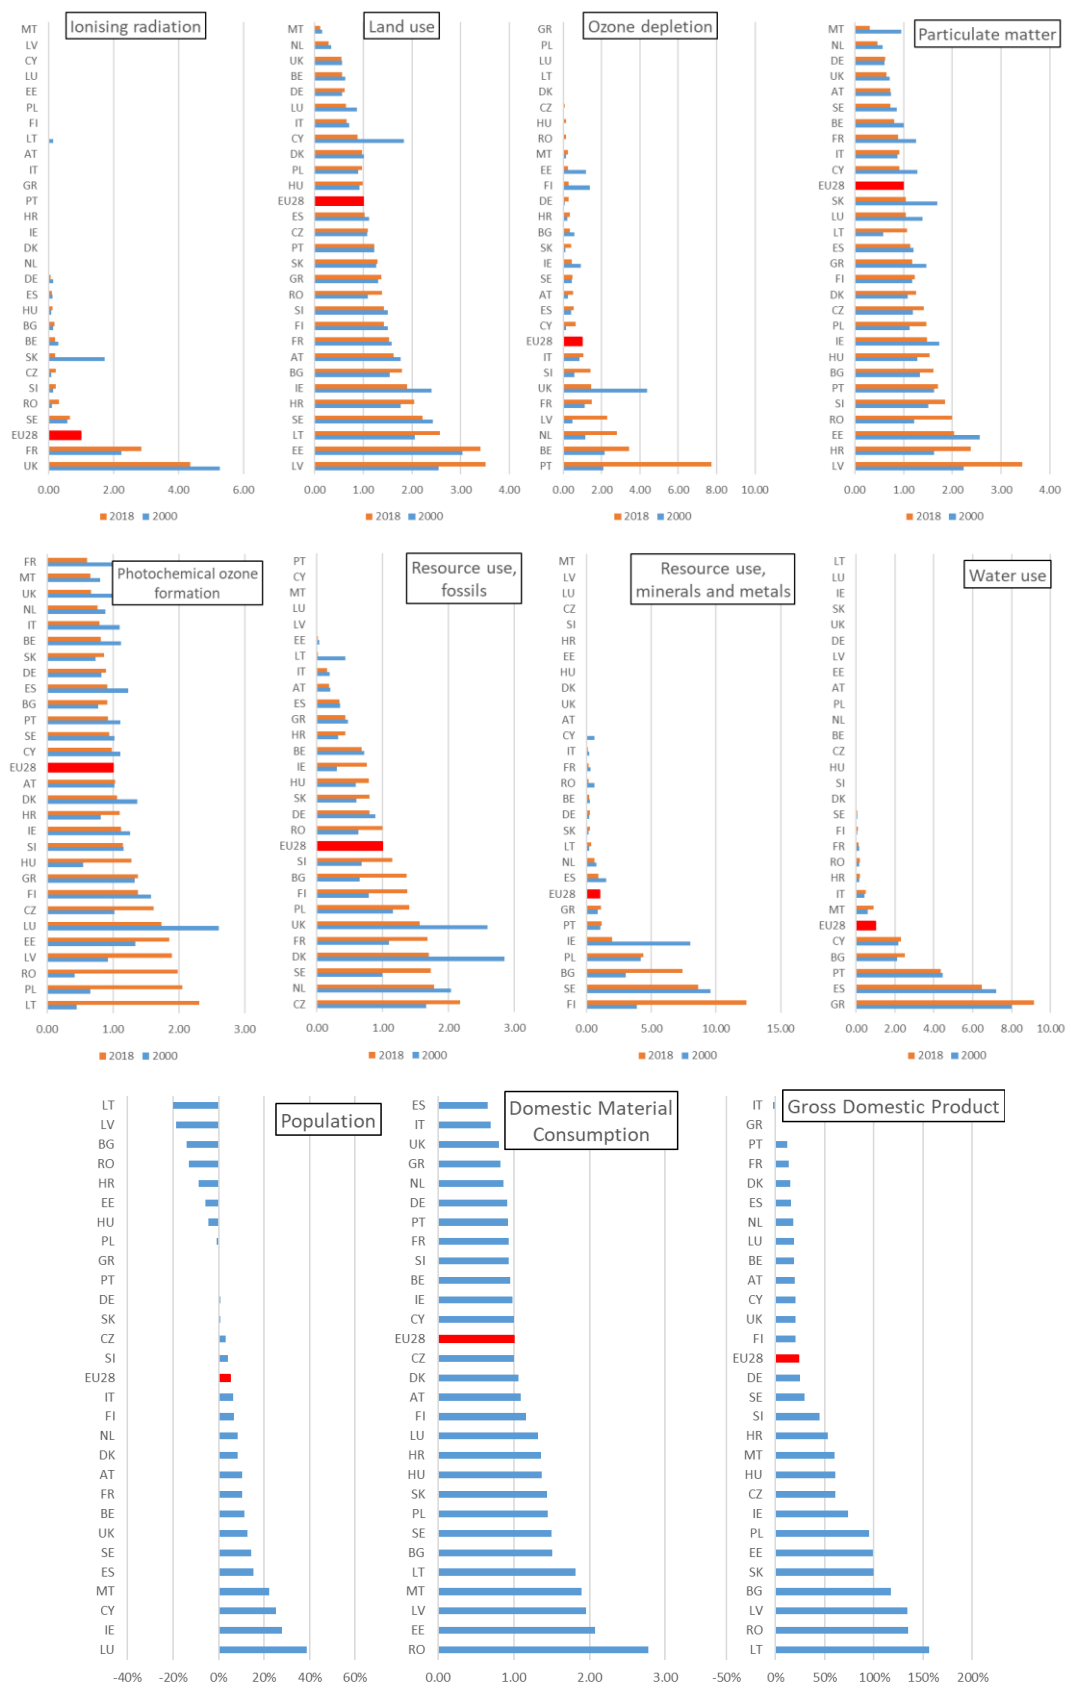 Ionising radiation
MT
LV
CY
LU
EE
PL
FI
LT
AT
IT
GR
PT
HR
IE
DK
NL
DE
ES
HU
BG
BE
SK
CZ
SI
RO
SE
EU28
FR
UK
0.00 2.00 4.00 6.00
2018 2000
Land use
MT
NL
UK
BE
DE
LU
IT
CY
DK
PL
HU
EU28
ES
CZ
PT
SK
GR
RO
SI
FI
FR
AT
BG
IE
HR
SE
LT
EE
LV
0.00 1.00 2.00 3.00 4.00
2018 2000
Ozone depletion
GR
PL
LU
LT
DK
CZ
HU
RO
MT
EE
FI
DE
HR
BG
SK
IE
SE
AT
ES
CY
EU28
IT
SI
UK
FR
LV
NL
BE
PT
0.00 2.00 4.00 6.00 8.00 10.00
2018 2000
Particulate matter
MT
NL
DE
UK
AT
SE
BE
FR
IT
CY
EU28
SK
LU
LT
ES
GR
FI
DK
CZ
PL
IE
HU
BG
PT
SI
RO
EE
HR
LV
0.00 1.00 2.00 3.00 4.00
2018 2000
Photochemical ozone
formation
FR
MT
UK
NL
IT
BE
SK
DE
ES
BG
PT
SE
CY
EU28
AT
DK
HR
IE
SI
HU
GR
FI
CZ
LU
EE
LV
RO
PL
LT
0.00 1.00 2.00 3.00
2018 2000
Resource use,
fossils
PT
CY
MT
LU
LV
EE
LT
IT
AT
ES
GR
HR
BE
IE
HU
SK
DE
RO
EU28
SI
BG
FI
PL
UK
FR
DK
SE
NL
CZ
0.00 1.00 2.00 3.00
2018 2000
Resource use,
minerals and metals
MT
LV
LU
CZ
SI
HR
EE
HU
DK
UK
AT
CY
IT
FR
RO
BE
DE
SK
LT
NL
ES
EU28
GR
PT
IE
PL
BG
SE
FI
0.00 5.00 10.00 15.00
2018 2000
Water use
LT
LU
IE
SK
UK
DE
LV
EE
AT
PL
NL
BE
CZ
HU
SI
DK
SE
FI
FR
RO
HR
IT
MT
EU28
CY
BG
PT
ES
GR
0.00 2.00 4.00 6.00 8.00 10.00
2018 2000
Population
LT
LV
BG
RO
HR
EE
HU
PL
GR
PT
DE
SK
CZ
SI
EU28
IT
FI
NL
DK
AT
FR
BE
UK
SE
ES
MT
CY
IE
LU
-40% -20% 0% 20% 40% 60%
Domestic Material
Consumption
ES
IT
UK
GR
NL
DE
PT
FR
SI
BE
IE
CY
EU28
CZ
DK
AT
FI
LU
HR
HU
SK
PL
SE
BG
LT
MT
LV
EE
RO
0.00 1.00 2.00 3.00
Gross Domestic Product
IT
GR
PT
FR
DK
ES
NL
LU
BE
AT
CY
UK
FI
EU28
DE
SE
SI
HR
MT
HU
CZ
IE
PL
EE
SK
BG
LV
RO
LT
-50% 0% 50% 100% 150% 200%